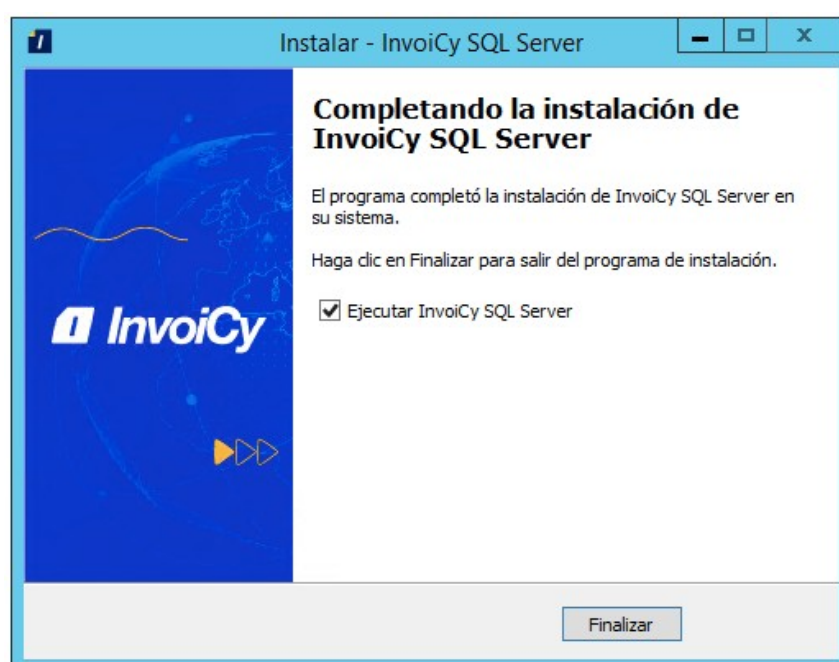 Instalar - InvoiCy SQL Server
Completando la instalación de
InvoiCy SQL Server
El programa completó la instalación de InvoiCy SQL Server en
su sistema.
Haga clic en Finalizar para salir del programa de instalación.
Ejecutar InvoiCy SQL Server
InvoiCy
Finalizar